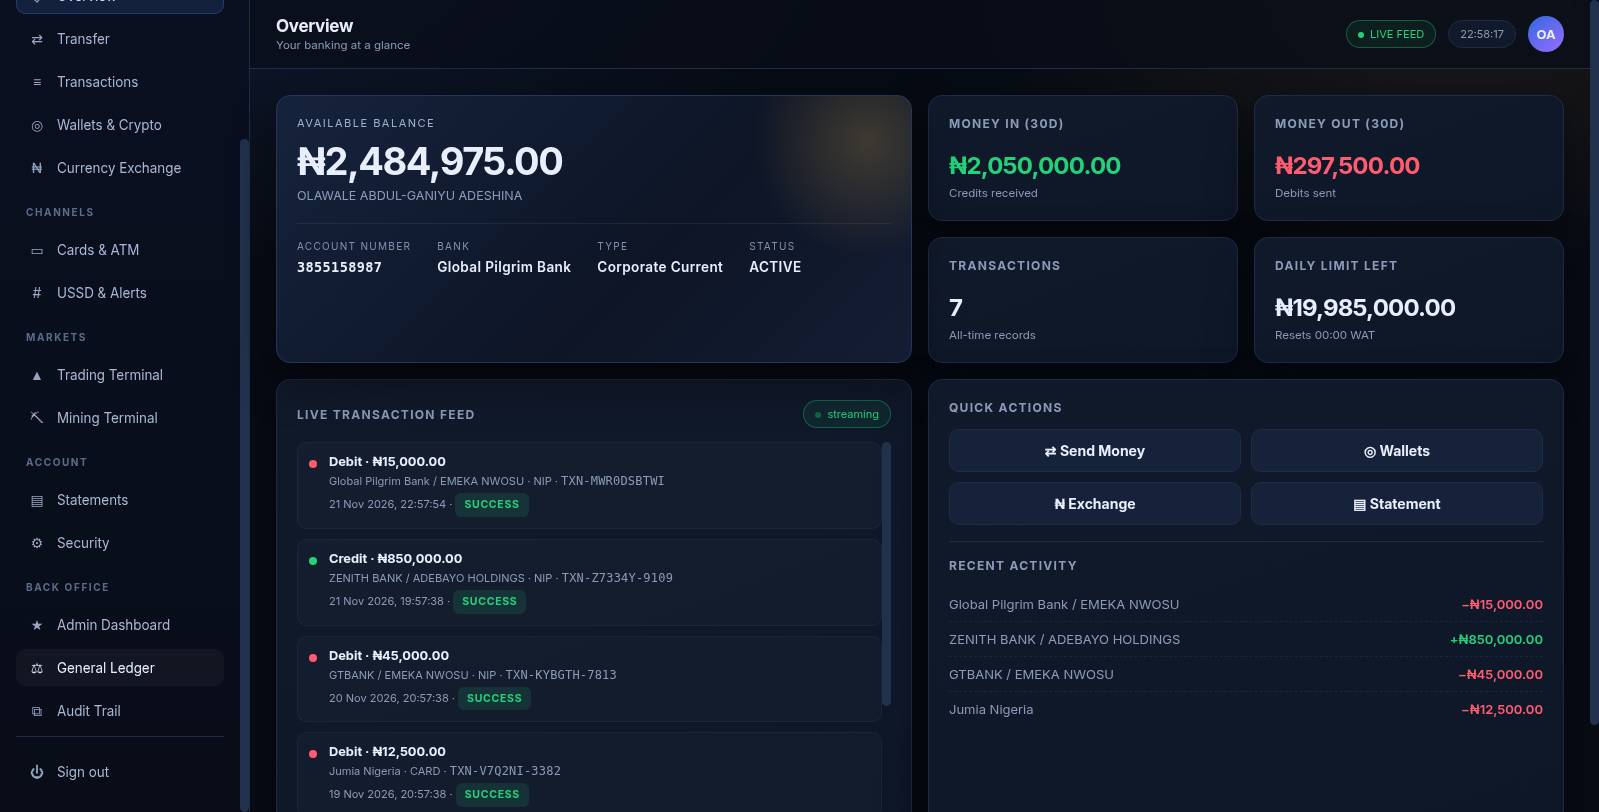 Transfer
Transactions
Wallets & Crypto
₦ Currency Exchange
CHANNELS
Cards & ATM
# USSD & Alerts
MARKETS
Trading Terminal
Mining Terminal
ACCOUNT
Statements
Security
BACK OFFICE
Admin Dashboard
General Ledger
Audit Trail
Sign out
Overview
Your banking at a glance
LIVE FEED
22:58:17
OA
AVAILABLE BALANCE
₦2,484,975.00
OLAWALE ABDUL-GANIYU ADESHINA
ACCOUNT NUMBER BANK TYPE STATUS
3855158987 Global Pilgrim Bank Corporate Current ACTIVE
MONEY IN (30D)
₦2,050,000.00
Credits received
MONEY OUT (30D)
₦297,500.00
Debits sent
TRANSACTIONS
7
All-time records
DAILY LIMIT LEFT
₦19,985,000.00
Resets 00:00 WAT
LIVE TRANSACTION FEED
streaming
Debit · ₦15,000.00
Global Pilgrim Bank / EMEKA NWOSU · NIP · TXN-MWR0DSBTWI
21 Nov 2026, 22:57:54 · SUCCESS
Credit · ₦850,000.00
ZENITH BANK / ADEBAYO HOLDINGS · NIP · TXN-Z7334Y-9109
21 Nov 2026, 19:57:38 · SUCCESS
Debit · ₦45,000.00
GTBANK / EMEKA NWOSU · NIP · TXN-KYBGTH-7813
20 Nov 2026, 20:57:38 · SUCCESS
Debit · ₦12,500.00
Jumia Nigeria · CARD · TXN-V7Q2NI-3382
19 Nov 2026, 20:57:38 · SUCCESS
QUICK ACTIONS
⇄ Send Money
◎ Wallets
₦ Exchange
▤ Statement
RECENT ACTIVITY
Global Pilgrim Bank / EMEKA NWOSU −₦15,000.00
ZENITH BANK / ADEBAYO HOLDINGS +₦850,000.00
GTBANK / EMEKA NWOSU −₦45,000.00
Jumia Nigeria −₦12,500.00